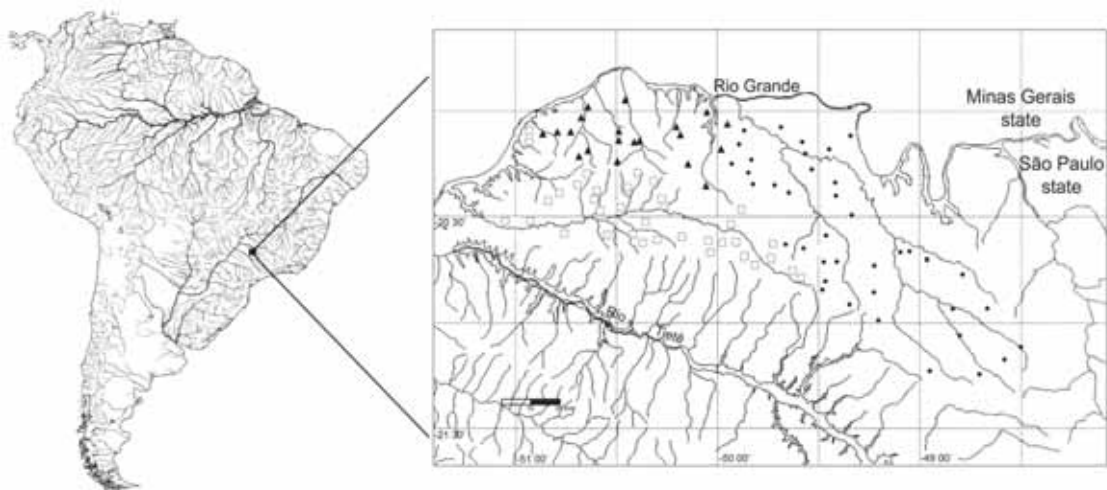 Rio Grande
Minas Gerais
state
São Paulo
state
20 30
Rio Tietê
21 30
-51 00
-50 00
-49 00